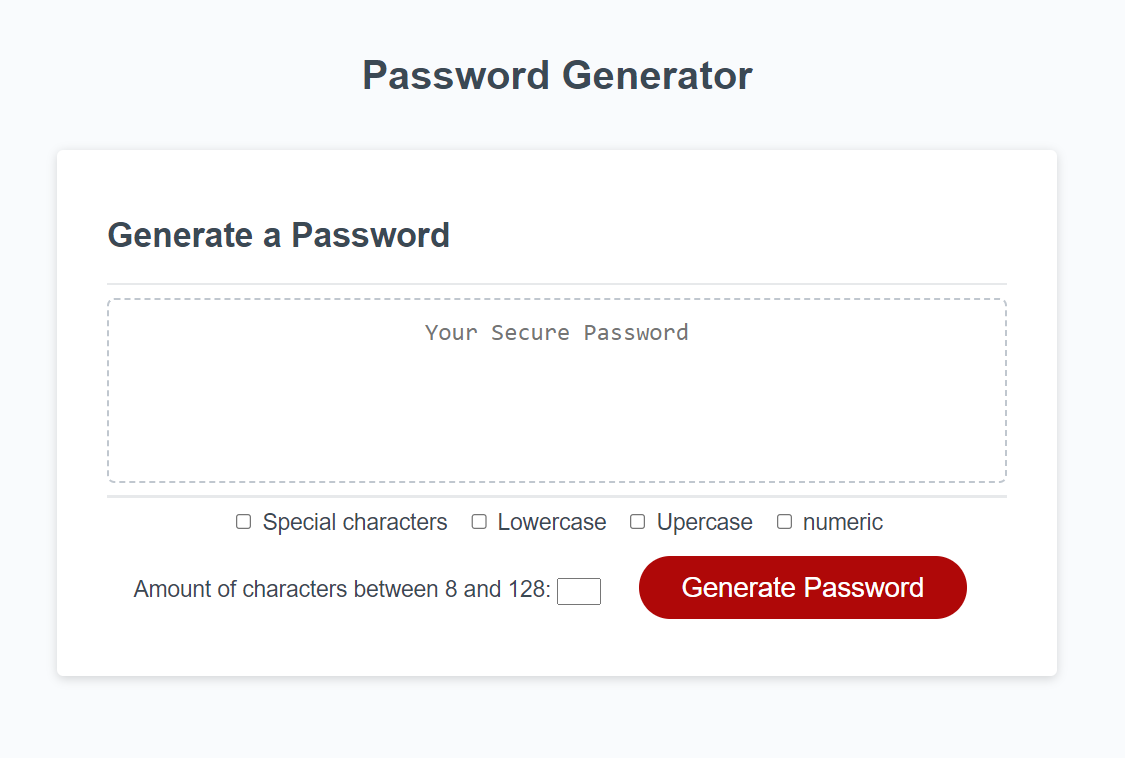 Password Generator
Generate a Password
Your Secure Password
Special characters Lowercase Upercase numeric
Amount of characters between 8 and 128: Generate Password